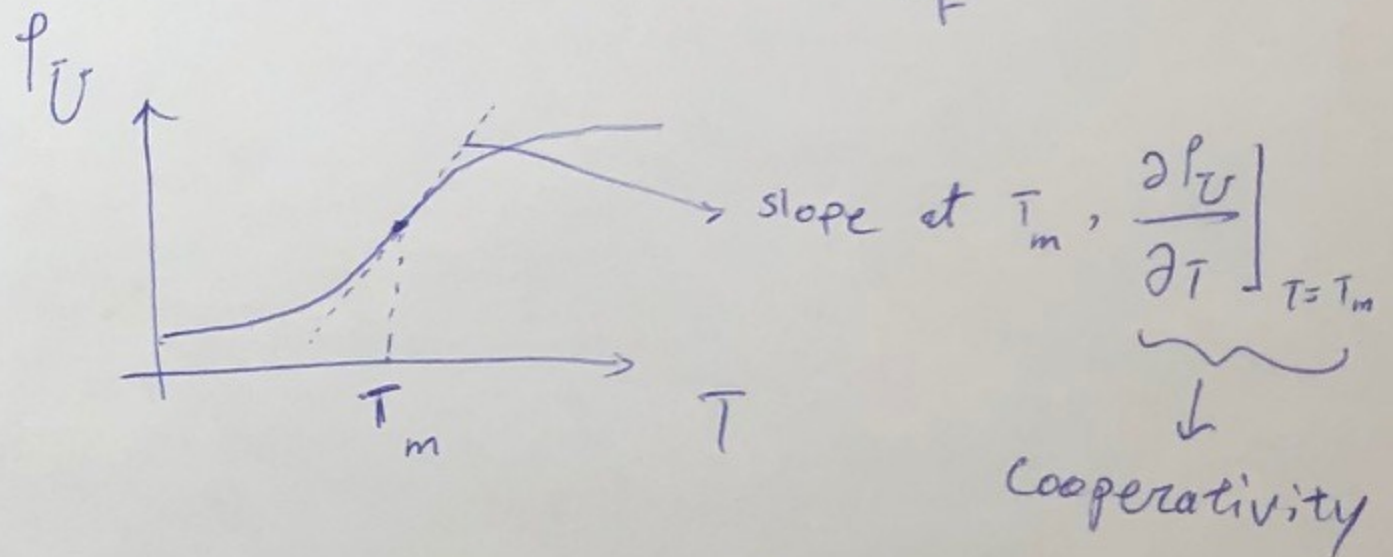 F
P_U
slope at T_m, ∂P_U/∂T |_{T=T_m}
T_m
T
Cooperativity